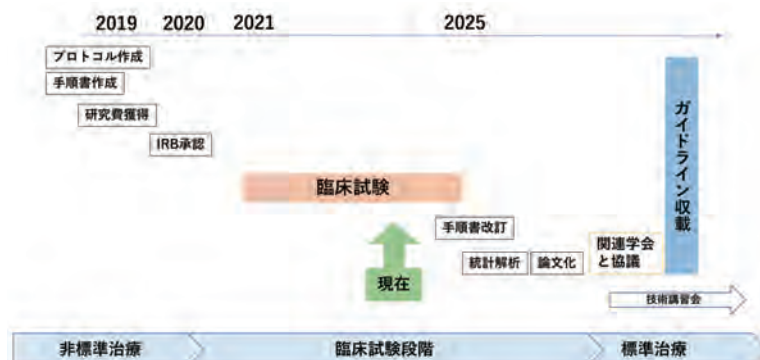 2019 2020 2021 2025
プロトコル作成
手順書作成
研究費獲得
IRB承認
臨床試験
現在
手順書改訂
統計解析
論文化
関連学会
と協議
ガイドライン収載
技術講習会
非標準治療
臨床試験段階
標準治療